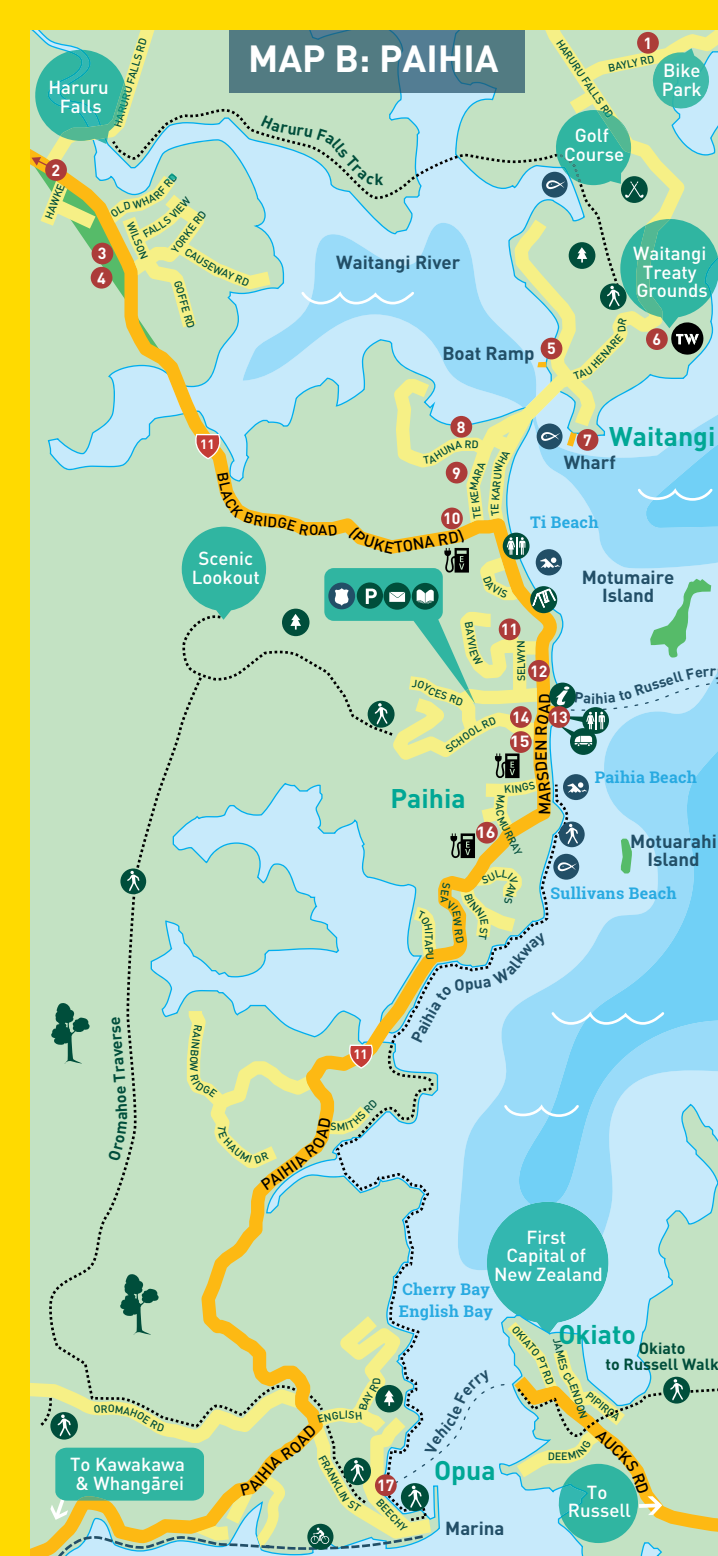 MAP B: PAIHIA
1
BAYLY RD
HARURU FALLS RD
Bike
Park
Haruru
Falls
HARURU FALLS RD
Haruru Falls Track
Golf
Course
2
HAWKE
OLD WHARF RD
FALLS VIEW
WILSON
YORKE RD
CAUSEWAY RD
GOFFE RD
3
4
Waitangi River
Waitangi
Treaty
Grounds
6
TW
TAU HENARE DR
Boat Ramp
5
7
Waitangi
Wharf
8
TAHUNA RD
9
TE KEMARA
TE KARUWHA
11
BLACK BRIDGE ROAD
(PUKETONA RD)
10
EV
Ti Beach
Scenic
Lookout
P
DAVIS
Motumaire
Island
11
BAYVIEW
SELWYN
12
JOYCES RD
SCHOOL RD
i
Paihia to Russell Ferr
13
14
15
EV
MARSDEN ROAD
Paihia
KINGS
MACMURRAY
Paihia Beach
16
EV
Motuarahi
Island
SULLIVANS
BINNIE ST
SEAVIEW RD
TOHITAPU
Sullivans Beach
Paihia to Opua Walkway
11
RAINBOW RIDGE
TE HAUMI DR
SMITHS RD
PAIHIA ROAD
Oromahoe Traverse
First
Capital of
New Zealand
Cherry Bay
English Bay
Okiato
OKIATO PT RD
JAMES CLENDON
PIPIROA
Okiato
to Russell Walk
Vehicle Ferry
OROMAHOE RD
ENGLISH
BAY RD
PAIHIA ROAD
FRANKLIN ST
DEEMING
AUCKS RD
To Kawakawa
& Whangārei
17
BEECHY
Opua
Marina
To
Russell